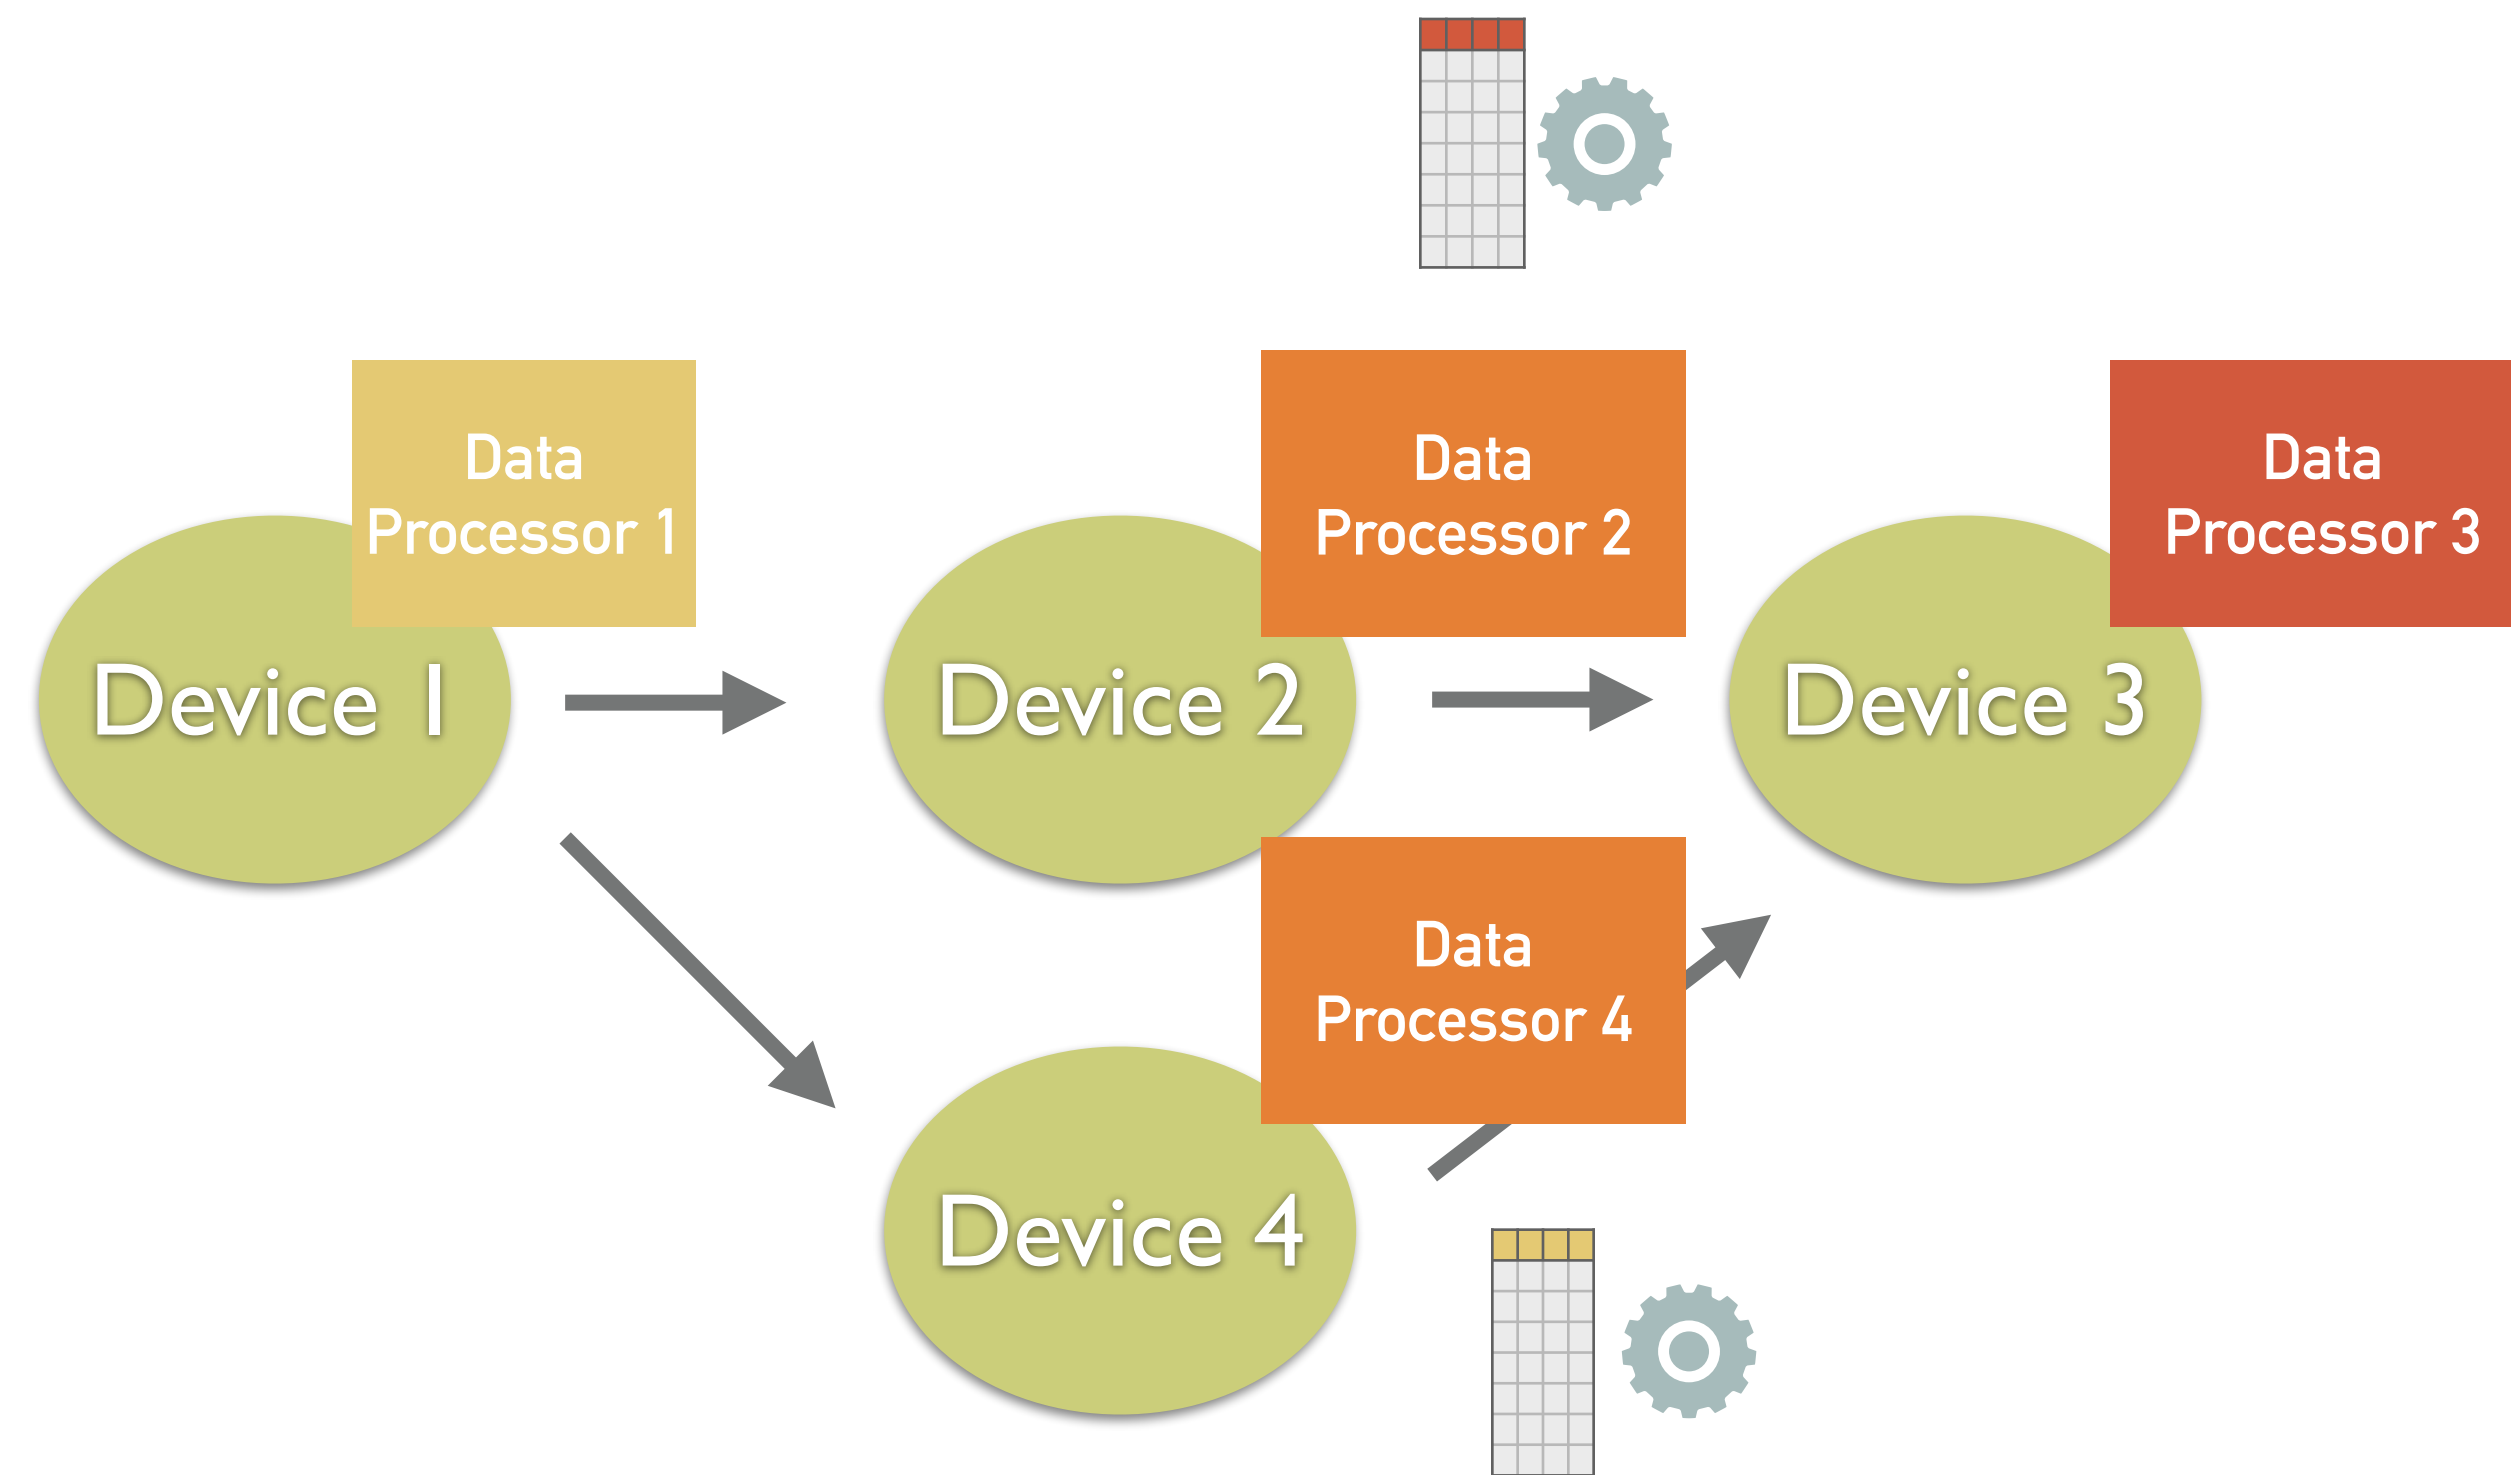 Data
Processor 1
Data
Processor 2
Data
Processor 3
Device 1
Device 2
Device 3
Data
Processor 4
Device 4